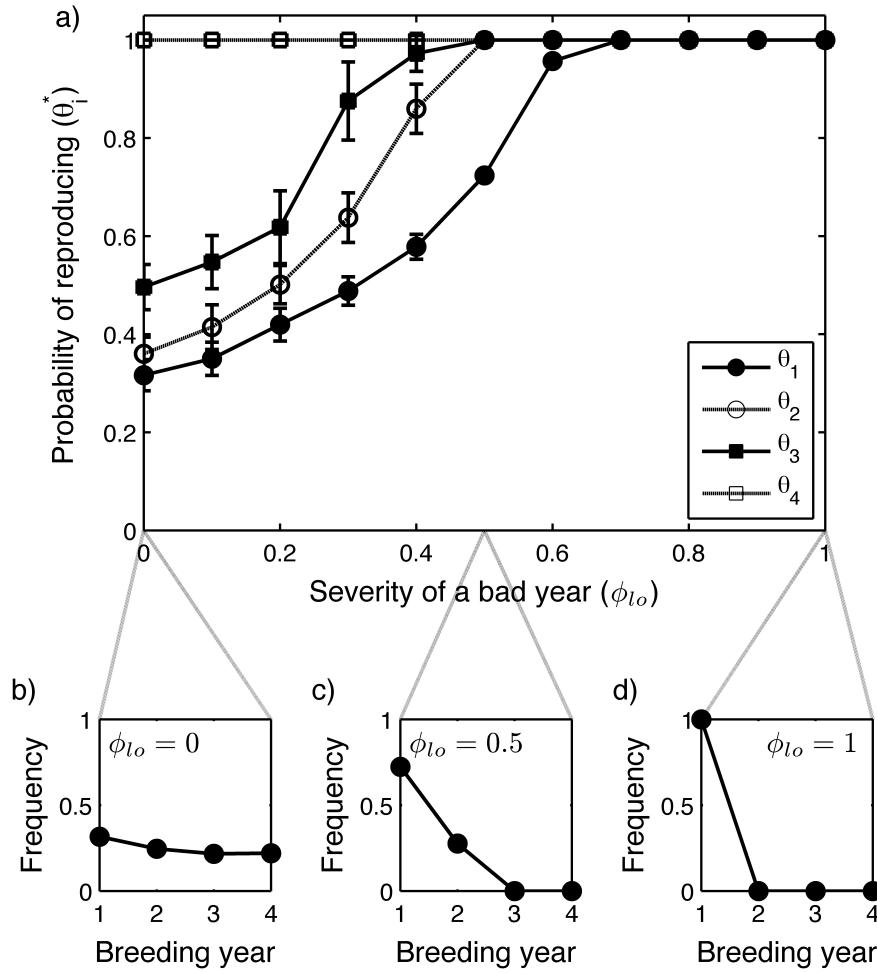 a)
Probability of reproducing (θ*i)
1
0.8
0.6
0.4
0.2
0
0 0.2 0.4 0.6 0.8 1
Severity of a bad year (ϕlo)
θ1
θ2
θ3
θ4
b)
Frequency
1
0.5
0
ϕlo = 0
1 2 3 4
Breeding year
c)
Frequency
1
0.5
0
ϕlo = 0.5
1 2 3 4
Breeding year
d)
Frequency
1
0.5
0
ϕlo = 1
1 2 3 4
Breeding year